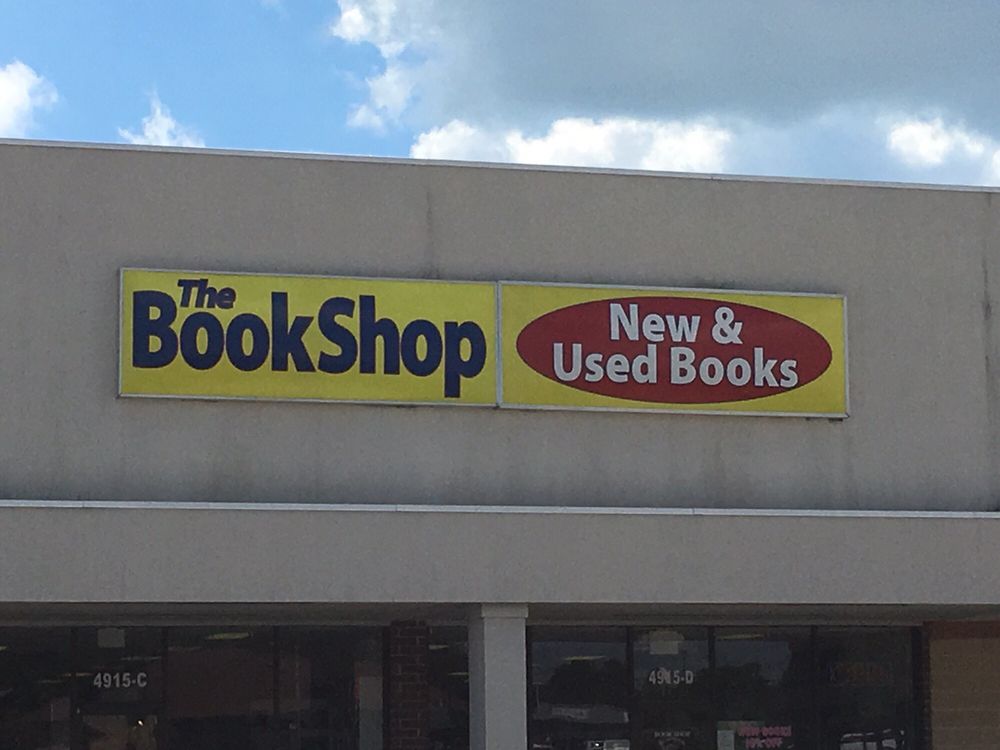 The
BookShop
New &
Used Books
4915-C
4915-D